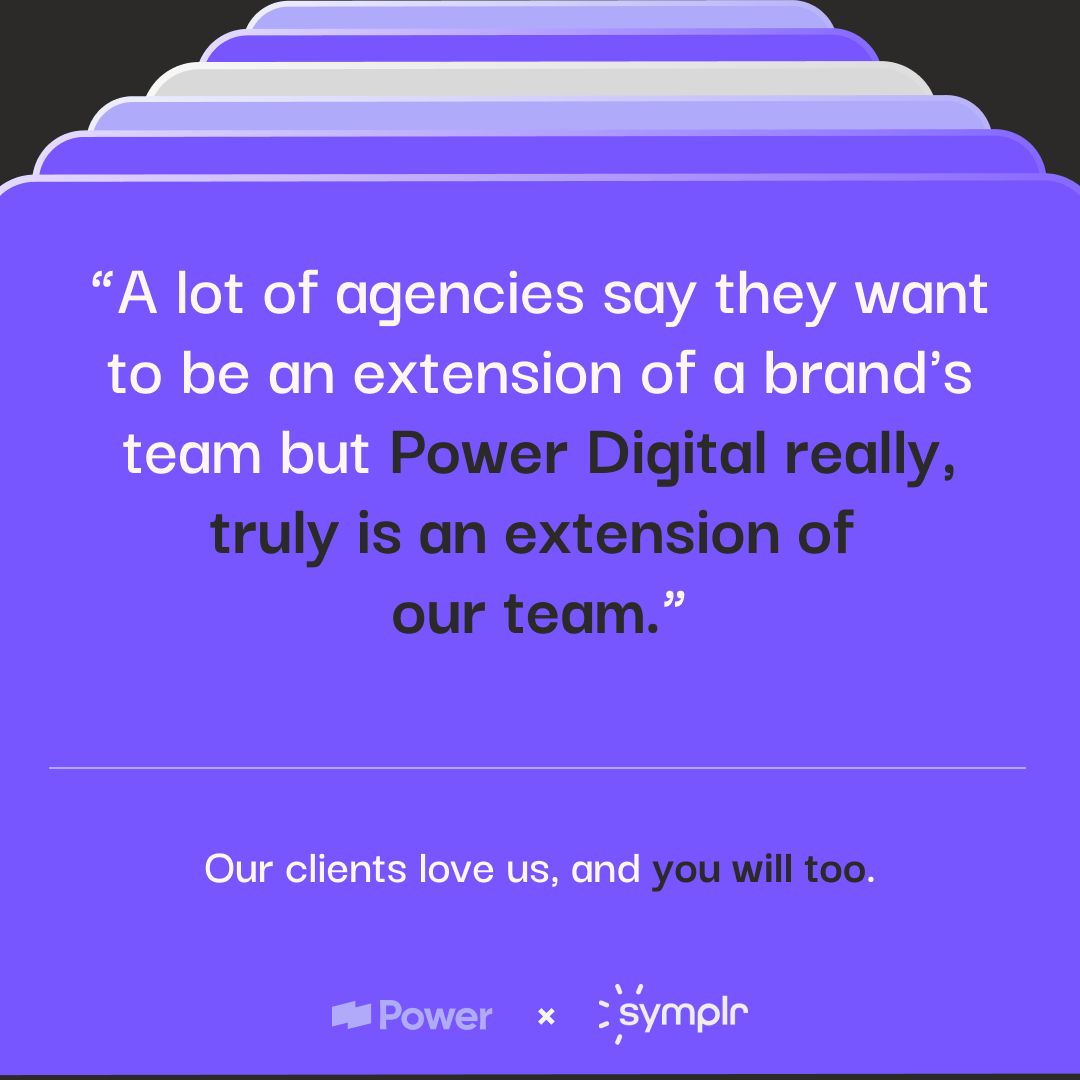 “A lot of agencies say they want
to be an extension of a brand’s
team but Power Digital really,
truly is an extension of
our team.”
Our clients love us, and you will too.
Power × symplr